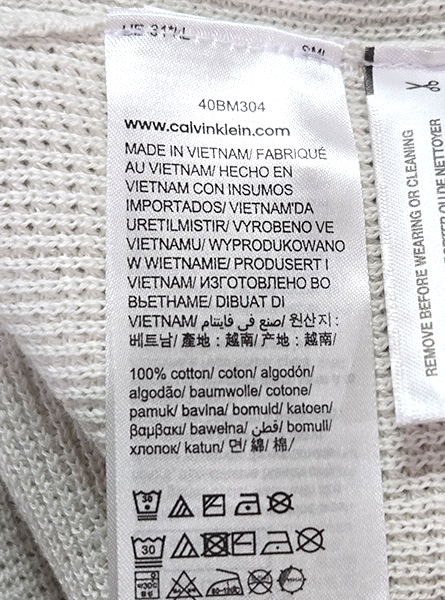 40BM304
www.calvinklein.com
MADE IN VIETNAM/ FABRIQUÉ
AU VIETNAM/ HECHO EN
VIETNAM CON INSUMOS
IMPORTADOS/ VIETNAM'DA
URETILMISTIR/ VYROBENO VE
VIETNAMU/ WYPRODUKOWANO
W WIETNAMIE/ PRODUSERT I
VIETNAM/ ИЗГОТОВЛЕНО ВО
ВЬЕТНАМЕ/ DIBUAT DI
VIETNAM/ صنع في فايتنام/ 원산지 :
베트남/ 產地 : 越南/ 产地 : 越南/
100% cotton/ coton/ algodón/
algodão/ baumwolle/ cotone/
pamuk/ bavlna/ bomuld/ katoen/
βαμβακι/ bawełna/ قطن/ bomull/
хлопок/ katun/ 면/ 綿/ 棉/
30
30
REMOVE BEFORE WEARING OR CLEANING